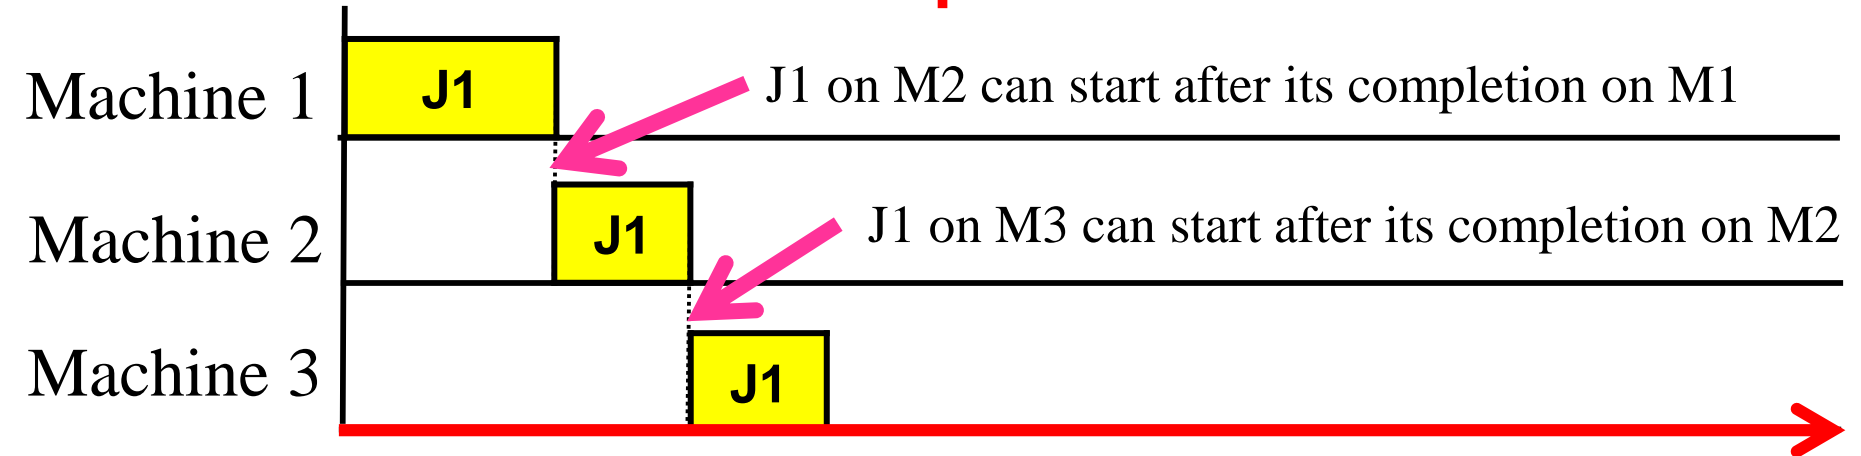 Machine 1
J1
J1 on M2 can start after its completion on M1
Machine 2
J1
J1 on M3 can start after its completion on M2
Machine 3
J1